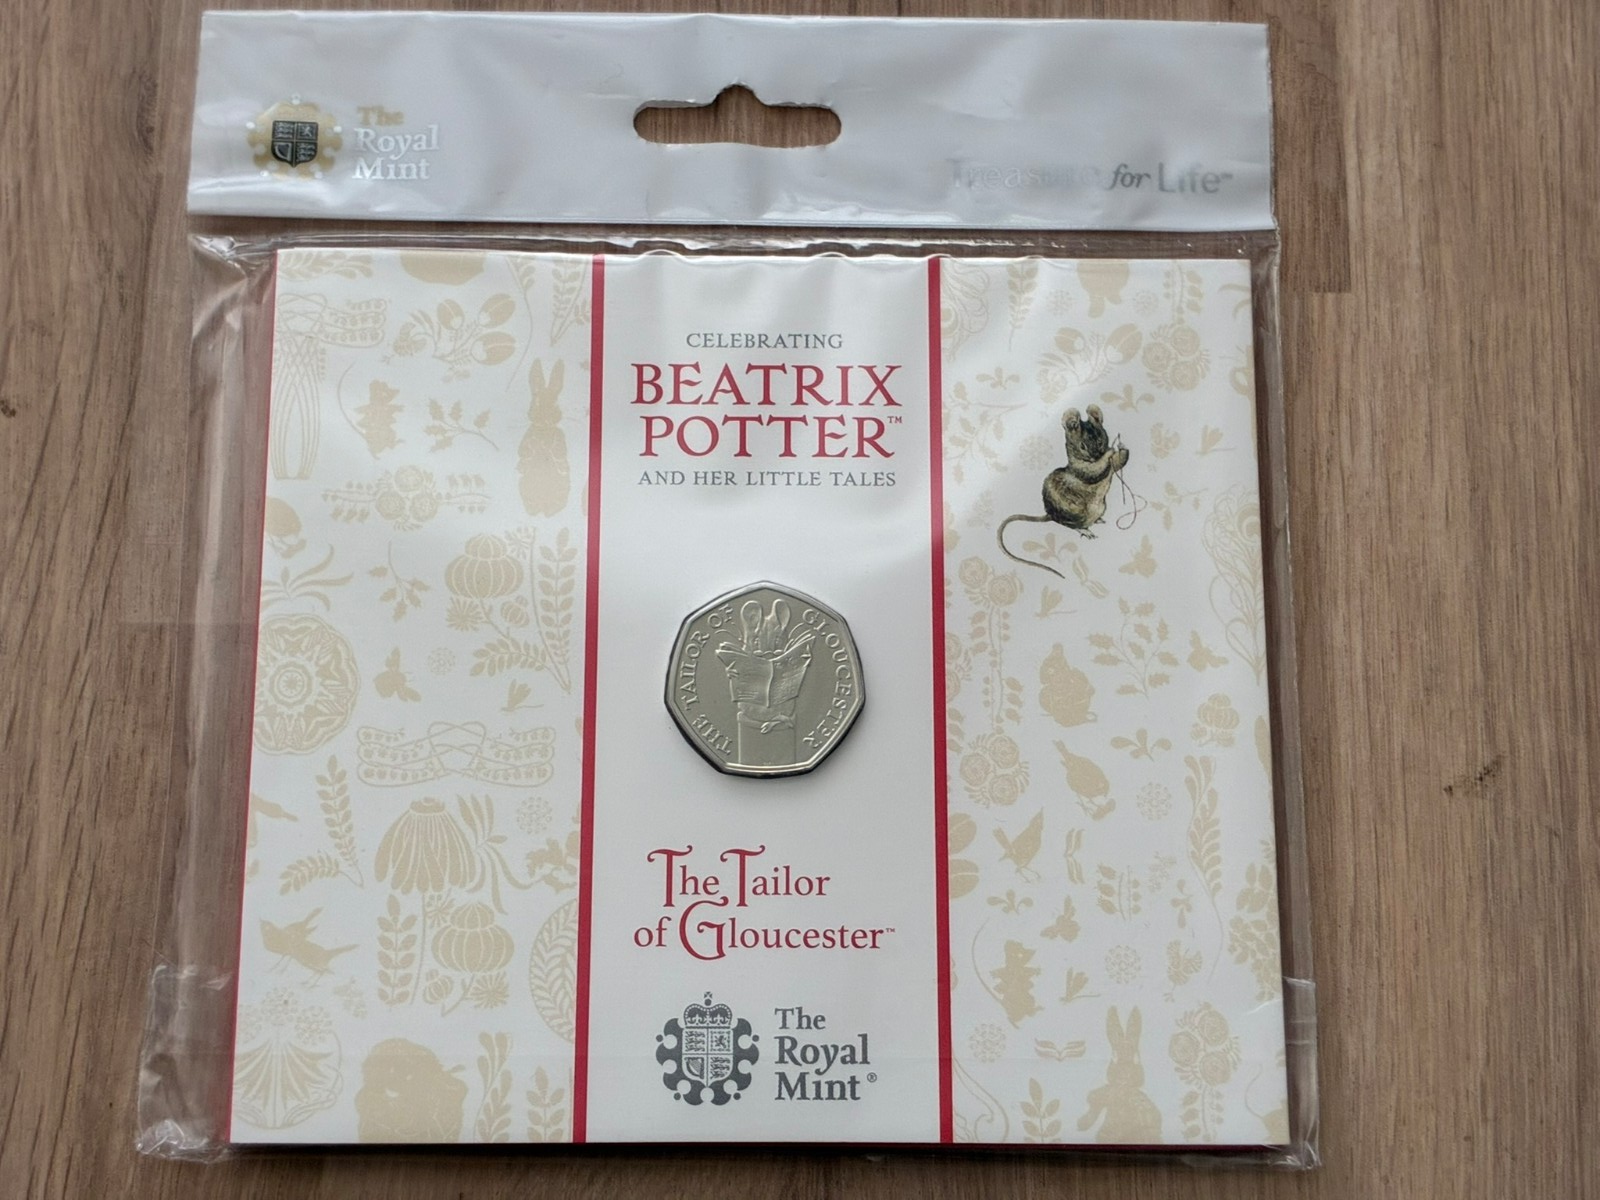 The
Royal
Mint
Treasure for Life™
CELEBRATING
BEATRIX
POTTER™
AND HER LITTLE TALES
THE TAILOR OF GLOUCESTER
The Tailor
of Gloucester™
The
Royal
Mint®